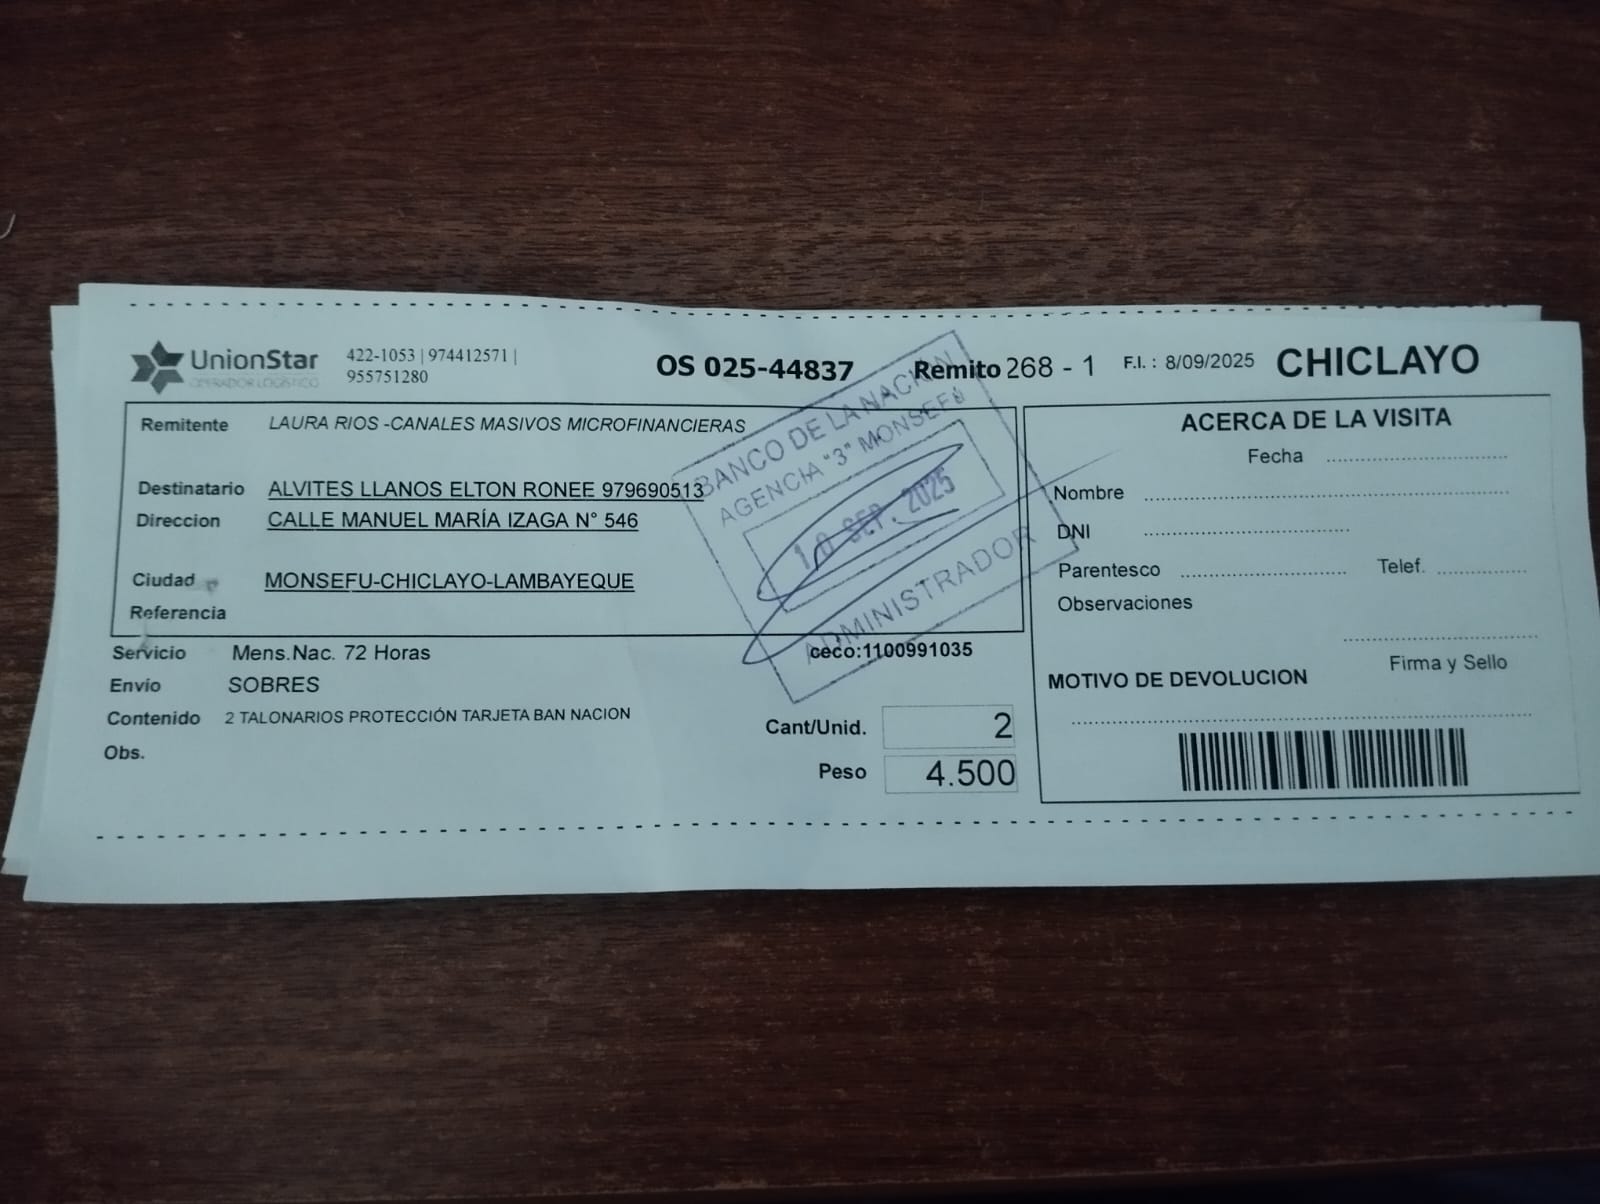 UnionStar
OPERADOR LOGISTICO
422-1053 | 974412571 |
955751280
OS 025-44837
Remito 268 - 1
F.I. : 8/09/2025
CHICLAYO
Remitente LAURA RIOS -CANALES MASIVOS MICROFINANCIERAS
Destinatario ALVITES LLANOS ELTON RONEE 979690513
Direccion CALLE MANUEL MARÍA IZAGA N° 546
Ciudad MONSEFU-CHICLAYO-LAMBAYEQUE
Referencia
BANCO DE LA NACION
AGENCIA "3" MONSEFÚ
10 SEP. 2025
ADMINISTRADOR
Servicio Mens.Nac. 72 Horas
ceco:1100991035
Envio SOBRES
Contenido 2 TALONARIOS PROTECCIÓN TARJETA BAN NACION
Obs.
Cant/Unid. 2
Peso 4.500
ACERCA DE LA VISITA
Fecha
Nombre
DNI
Parentesco Telef.
Observaciones
Firma y Sello
MOTIVO DE DEVOLUCION